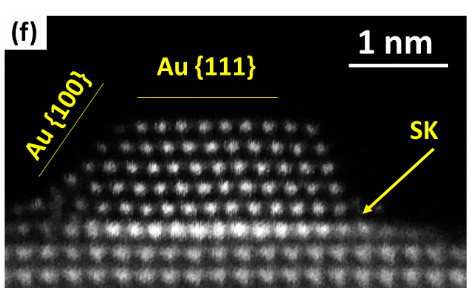 (f)
1 nm
Au {111}
Au {100}
SK